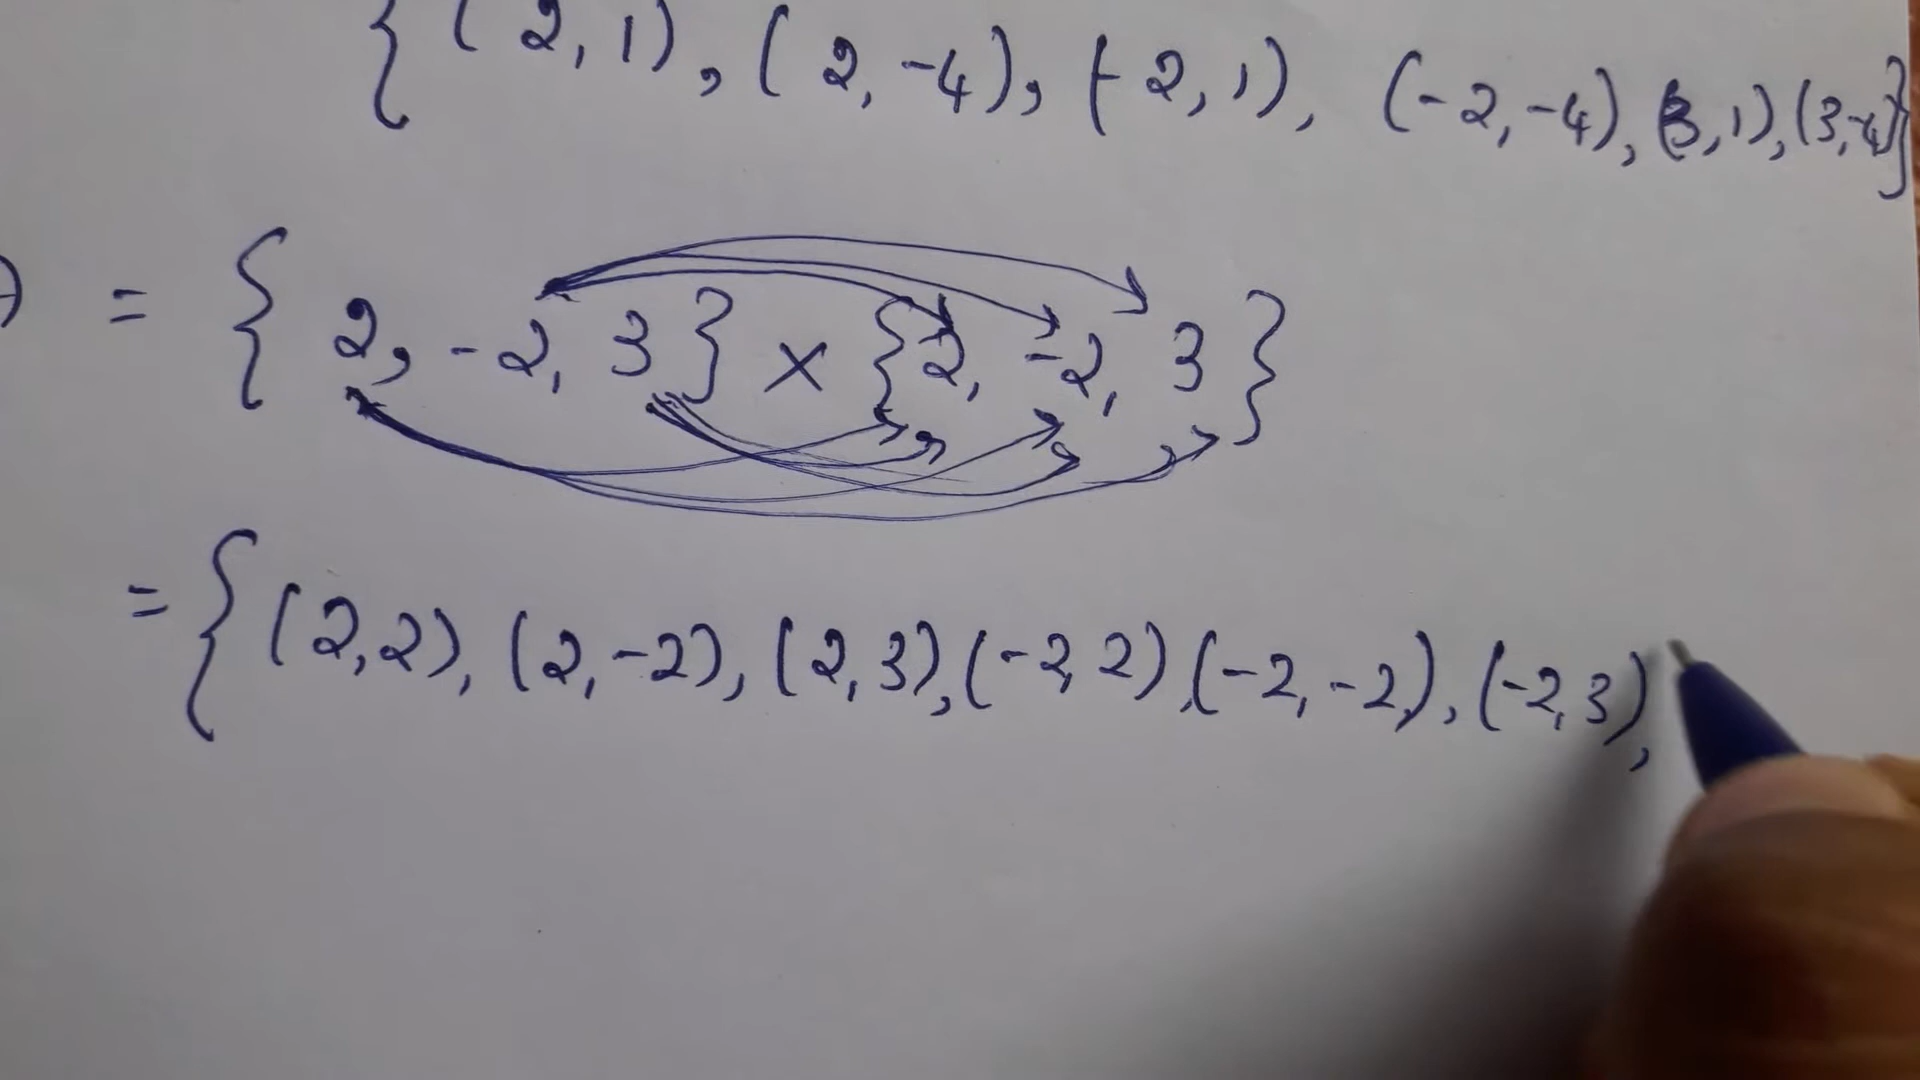 {(2,1), (2,-4), (-2,1), (-2,-4), (3,1), (3,-4)}
) = {2, -2, 3} × {2, -2, 3}
= {(2,2), (2,-2), (2,3), (-2,2), (-2,-2), (-2,3),